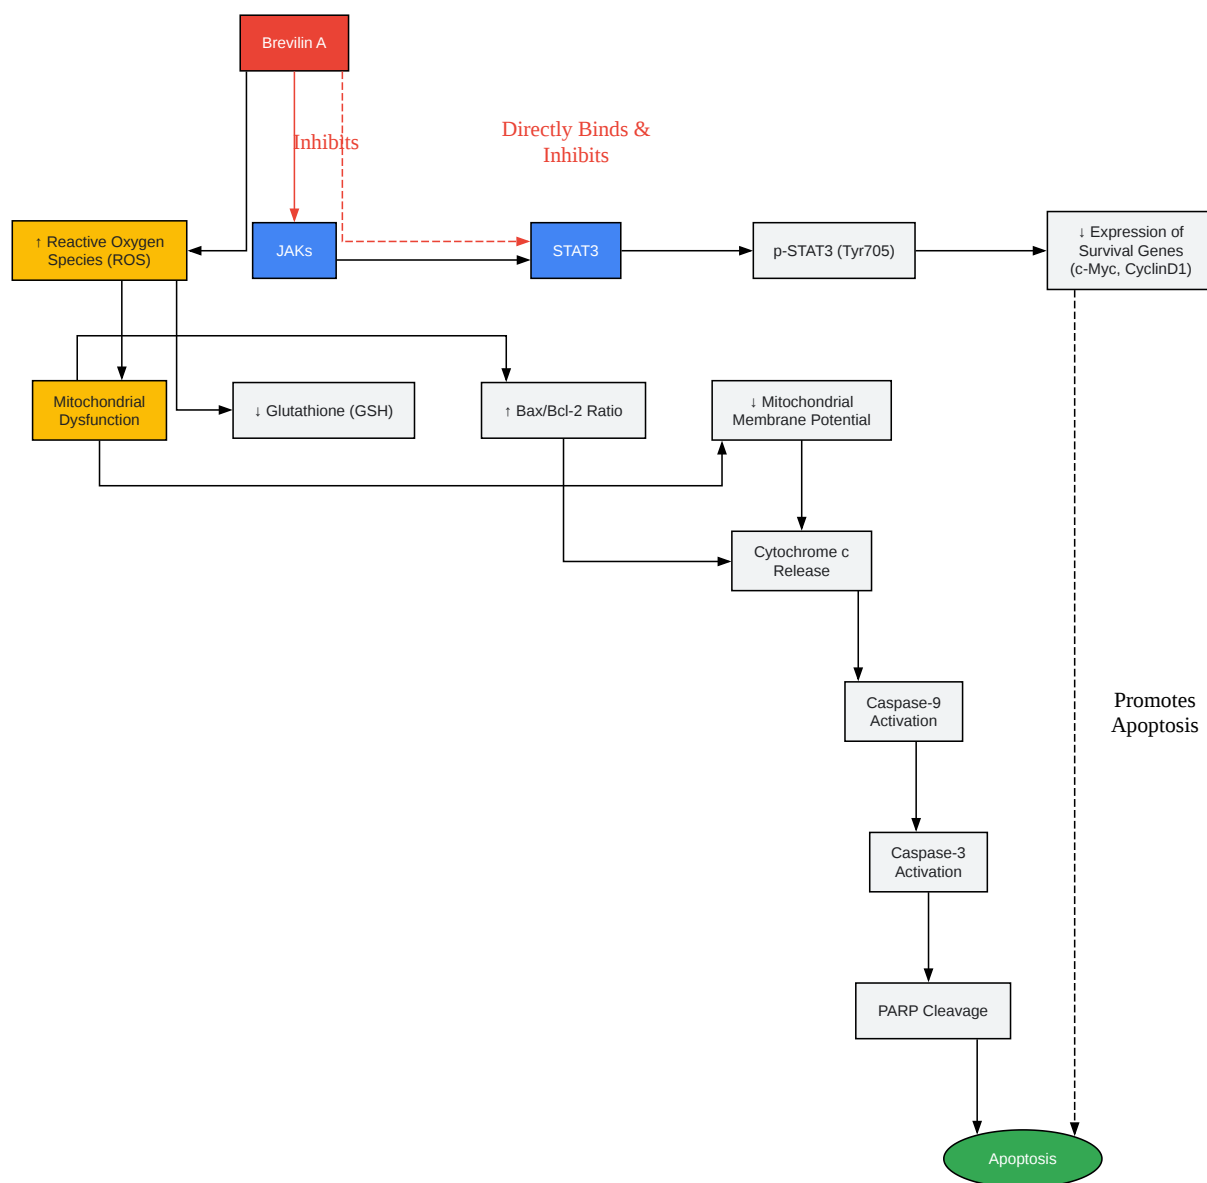 Brevilin A
Inhibits
Directly Binds &
Inhibits
↑ Reactive Oxygen
Species (ROS)
JAKs
STAT3
p-STAT3 (Tyr705)
↓ Expression of
Survival Genes
(c-Myc, CyclinD1)
Mitochondrial
Dysfunction
↓ Glutathione (GSH)
↑ Bax/Bcl-2 Ratio
↓ Mitochondrial
Membrane Potential
Cytochrome c
Release
Caspase-9
Activation
Promotes
Apoptosis
Caspase-3
Activation
PARP Cleavage
Apoptosis